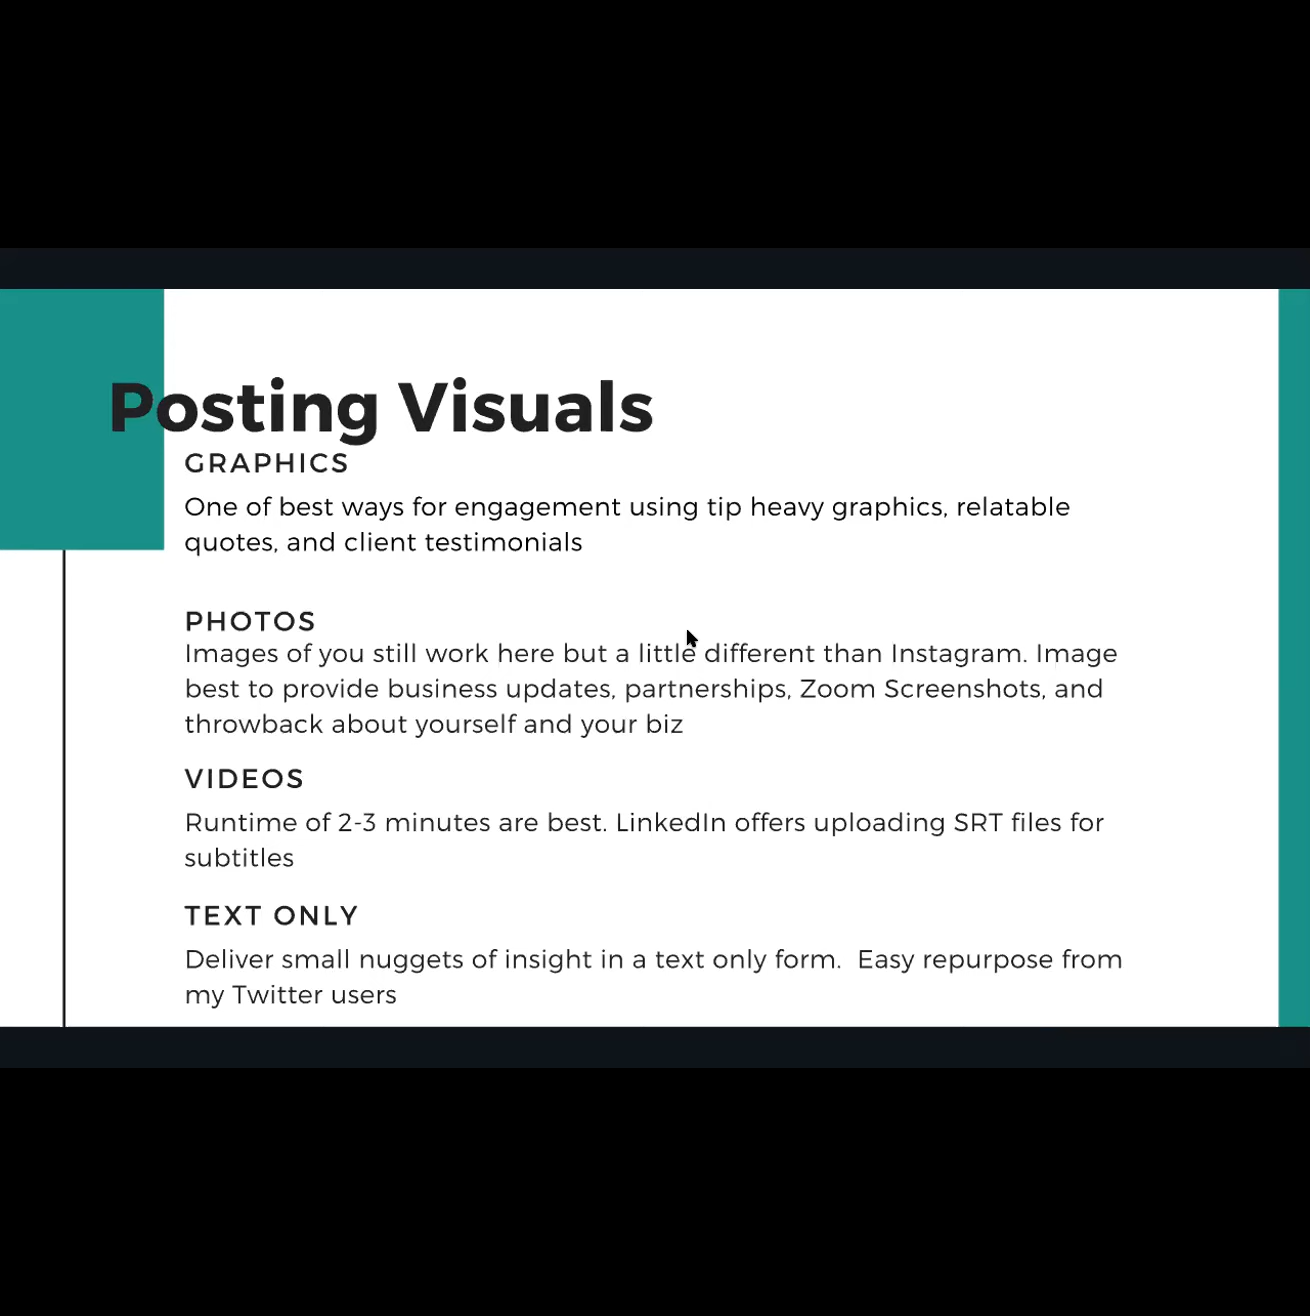 Posting Visuals
GRAPHICS
One of best ways for engagement using tip heavy graphics, relatable
quotes, and client testimonials
PHOTOS
Images of you still work here but a little different than Instagram. Image
best to provide business updates, partnerships, Zoom Screenshots, and
throwback about yourself and your biz
VIDEOS
Runtime of 2-3 minutes are best. LinkedIn offers uploading SRT files for
subtitles
TEXT ONLY
Deliver small nuggets of insight in a text only form.  Easy repurpose from
my Twitter users